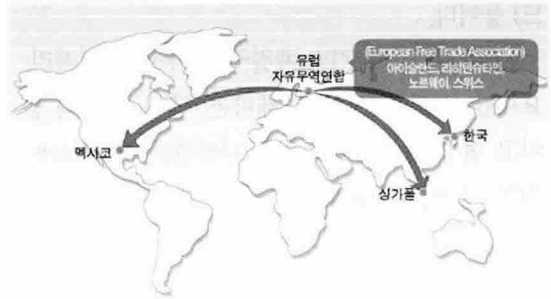 유럽
자유무역연합
(European Free Trade Association)
아이슬란드, 리히텐슈타인,
노르웨이, 스위스
멕시코
한국
싱가폴